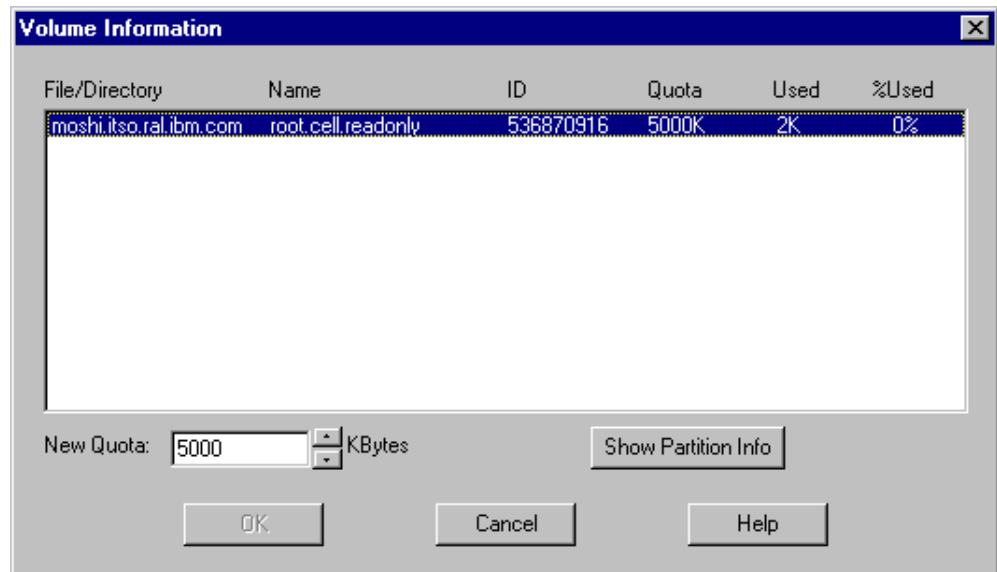 Volume Information
File/Directory Name ID Quota Used %Used
moshi.itso.ral.ibm.com root.cell.readonly 536870916 5000K 2K 0%
New Quota: 5000 KBytes Show Partition Info
OK Cancel Help